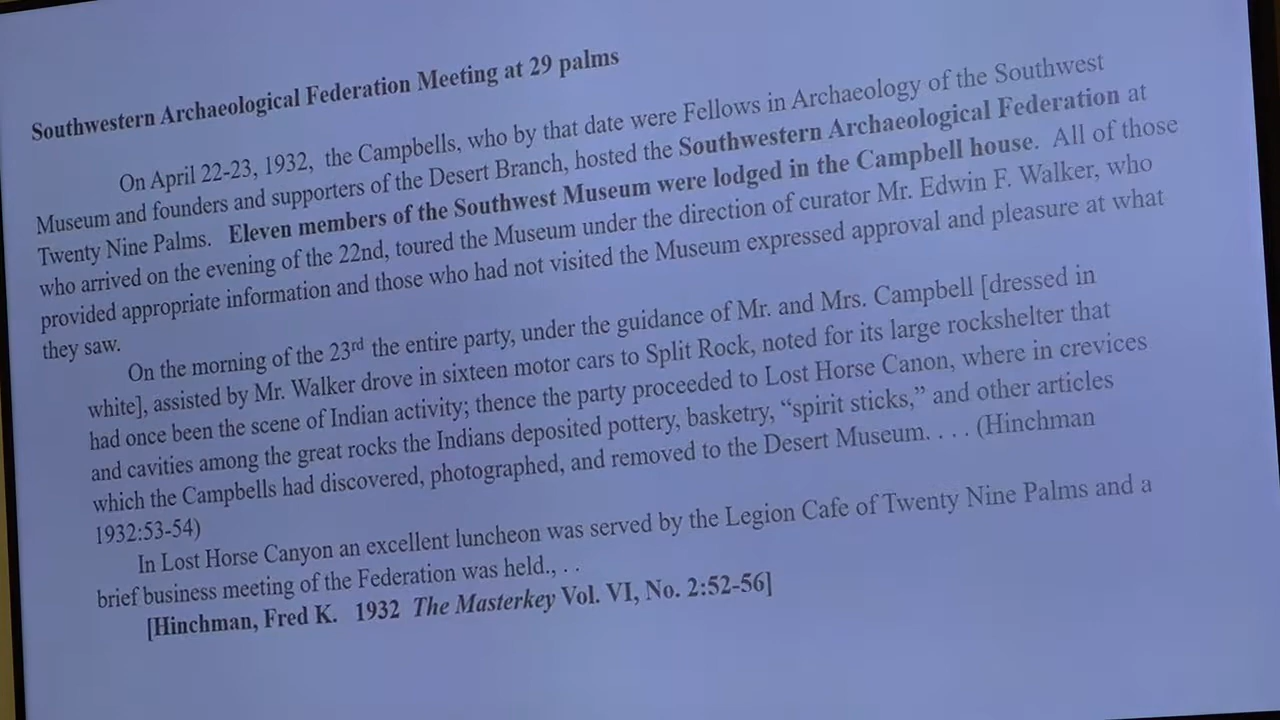 Southwestern Archaeological Federation Meeting at 29 palms
On April 22-23, 1932, the Campbells, who by that date were Fellows in Archaeology of the Southwest
Museum and founders and supporters of the Desert Branch, hosted the Southwestern Archaeological Federation at
Twenty Nine Palms. Eleven members of the Southwest Museum were lodged in the Campbell house. All of those
who arrived on the evening of the 22nd, toured the Museum under the direction of curator Mr. Edwin F. Walker, who
provided appropriate information and those who had not visited the Museum expressed approval and pleasure at what
they saw.
On the morning of the 23rd the entire party, under the guidance of Mr. and Mrs. Campbell [dressed in
white], assisted by Mr. Walker drove in sixteen motor cars to Split Rock, noted for its large rockshelter that
had once been the scene of Indian activity; thence the party proceeded to Lost Horse Canon, where in crevices
and cavities among the great rocks the Indians deposited pottery, basketry, “spirit sticks,” and other articles
which the Campbells had discovered, photographed, and removed to the Desert Museum. . . . (Hinchman
1932:53-54)
In Lost Horse Canyon an excellent luncheon was served by the Legion Cafe of Twenty Nine Palms and a
brief business meeting of the Federation was held., . .
[Hinchman, Fred K. 1932 The Masterkey Vol. VI, No. 2:52-56]